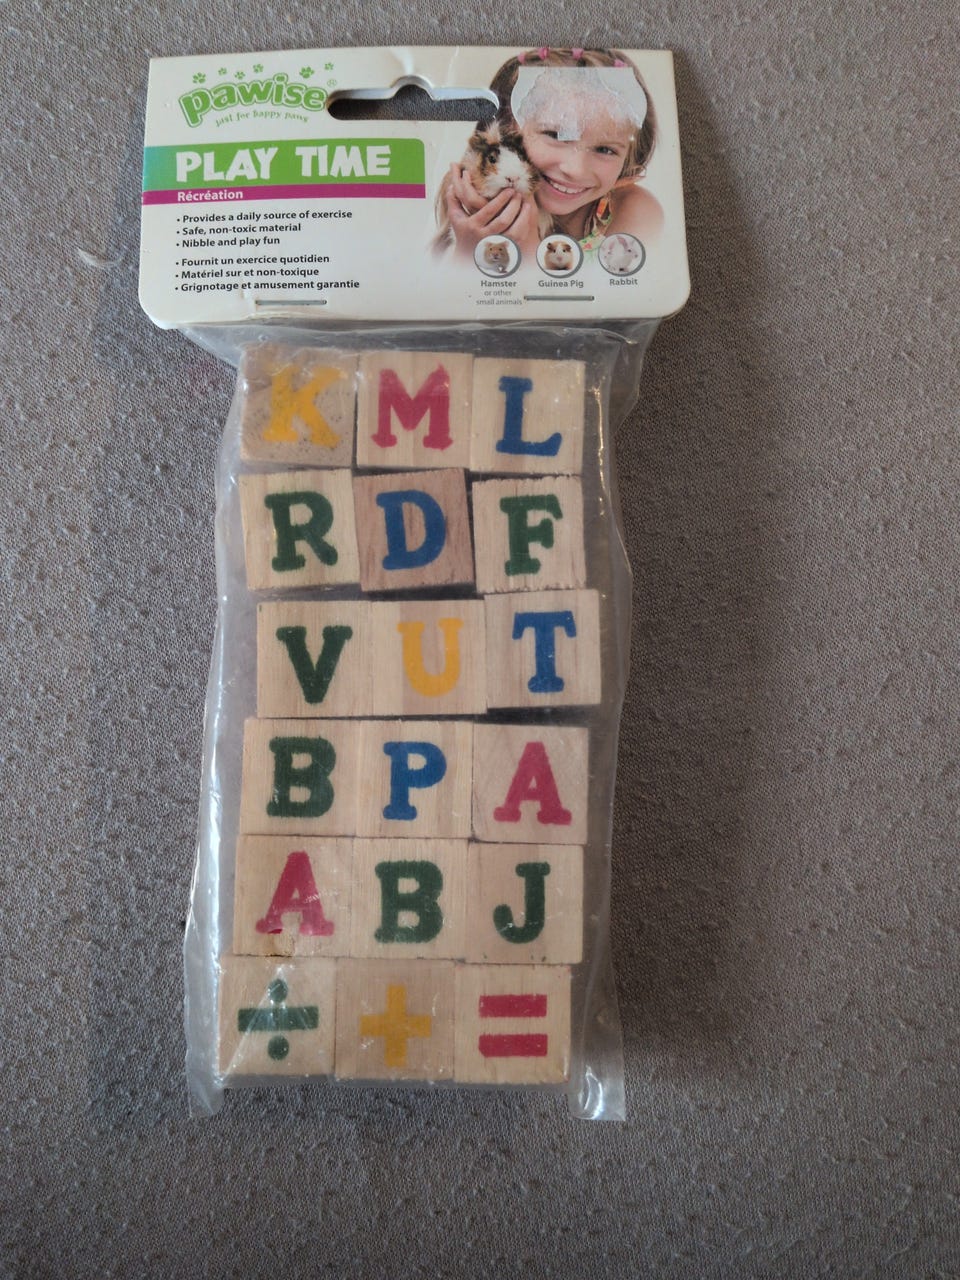 pawise®
just for happy paws
PLAY TIME
Récréation
• Provides a daily source of exercise
• Safe, non-toxic material
• Nibble and play fun
• Fournit un exercice quotidien
• Matériel sur et non-toxique
• Grignotage et amusement garantie
Hamster
or other
small animals
Guinea Pig
Rabbit
K M L
R D F
V U T
B P A
A B J
÷ + =